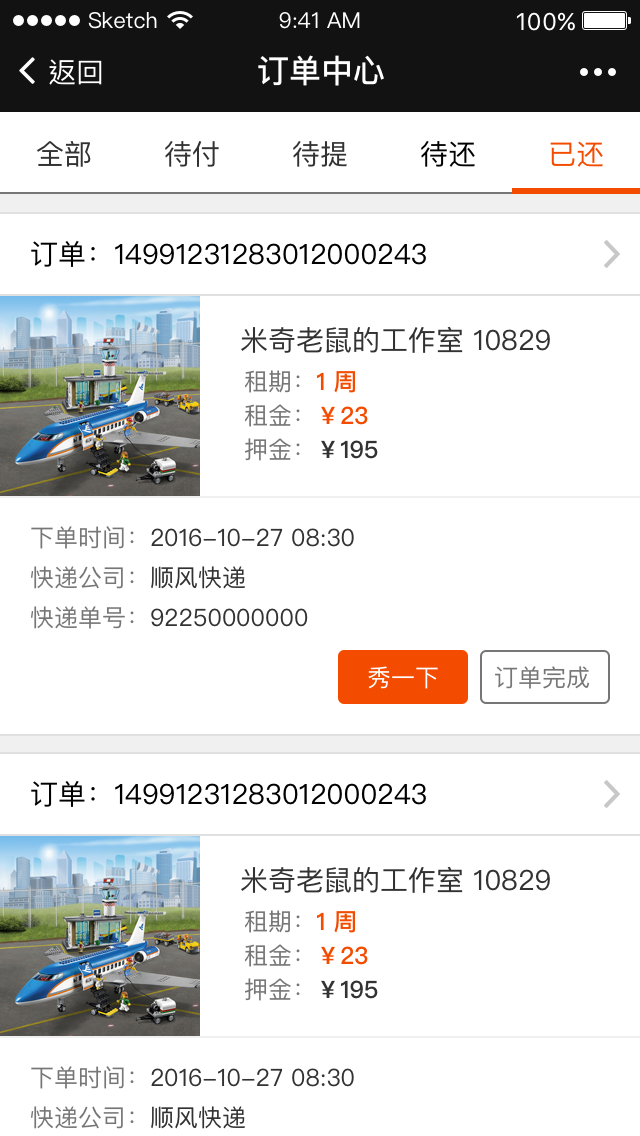 Sketch 9:41 AM 100%
返回 订单中心
全部 待付 待提 待还 已还
订单：14991231283012000243
米奇老鼠的工作室 10829
租期：1 周
租金：￥23
押金：￥195
下单时间：2016-10-27 08:30
快递公司：顺风快递
快递单号：92250000000
秀一下 订单完成
订单：14991231283012000243
米奇老鼠的工作室 10829
租期：1 周
租金：￥23
押金：￥195
下单时间：2016-10-27 08:30
快递公司：顺风快递